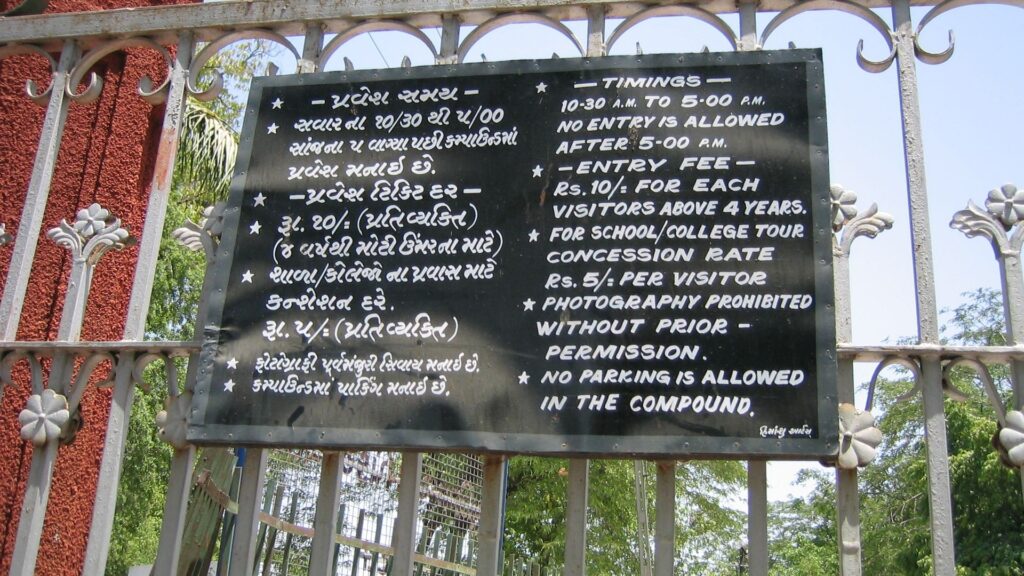 — પ્રવેશ સમય —
★ સવારના ૧૦/૩૦ થી ૫/૦૦
સાંજના ૫ વાગ્યા પછી કમ્પાઉન્ડમાં
પ્રવેશ મનાઈ છે.
★ — પ્રવેશ ટિકિટ દર —
★ રૂા. ૧૦/= (પ્રતિવ્યક્તિ)
(૪ વર્ષથી મોટી ઉંમરના માટે)
★ શાળા/કોલેજો ના પ્રવાસ માટે
કન્શેશન દરે.
રૂા. ૫/= (પ્રતિવ્યક્તિ)
★ ફોટોગ્રાફી પૂર્વમંજુરી સિવાય મનાઈ છે.
★ કમ્પાઉન્ડમાં પાર્કિંગ મનાઈ છે.
★ — TIMINGS —
10-30 A.M. TO 5-00 P.M.
NO ENTRY IS ALLOWED
AFTER 5-00 P.M.
★ — ENTRY FEE —
RS. 10/= FOR EACH
VISITORS ABOVE 4 YEARS.
★ FOR SCHOOL/COLLEGE TOUR
CONCESSION RATE
RS. 5/= PER VISITOR
★ PHOTOGRAPHY PROHIBITED
WITHOUT PRIOR —
PERMISSION.
★ NO PARKING IS ALLOWED
IN THE COMPOUND.